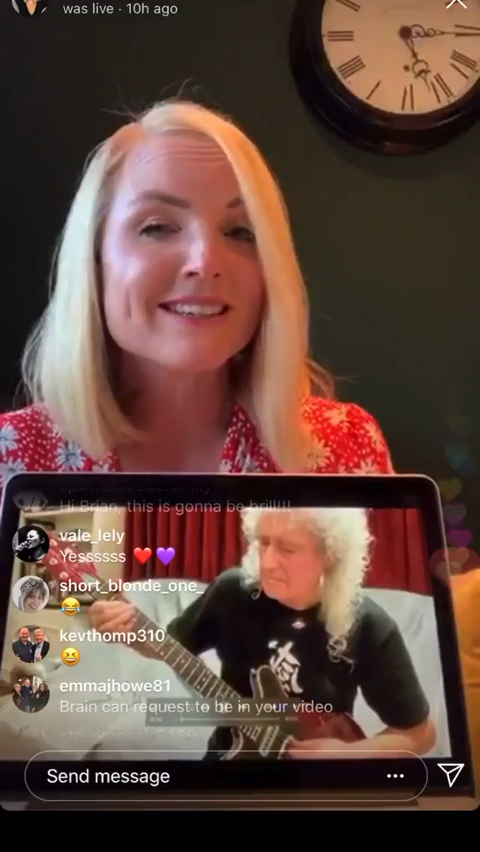 was live · 10h ago
Hi Brian, this is gonna be brill!!!!
vale_lely
Yessssss ❤️💜
short_blonde_one_
😂
kevthomp310
😆
emmajhowe81
Brain can request to be in your video
Send message